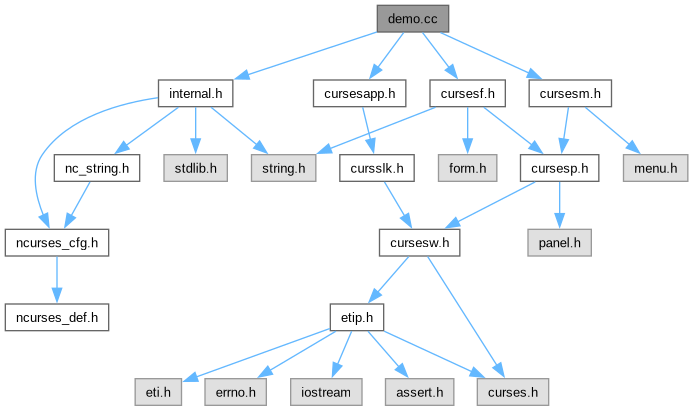 demo.cc
internal.h
cursesapp.h
cursesf.h
cursesm.h
nc_string.h
stdlib.h
string.h
cursslk.h
form.h
cursesp.h
menu.h
ncurses_cfg.h
cursesw.h
panel.h
ncurses_def.h
etip.h
eti.h
errno.h
iostream
assert.h
curses.h